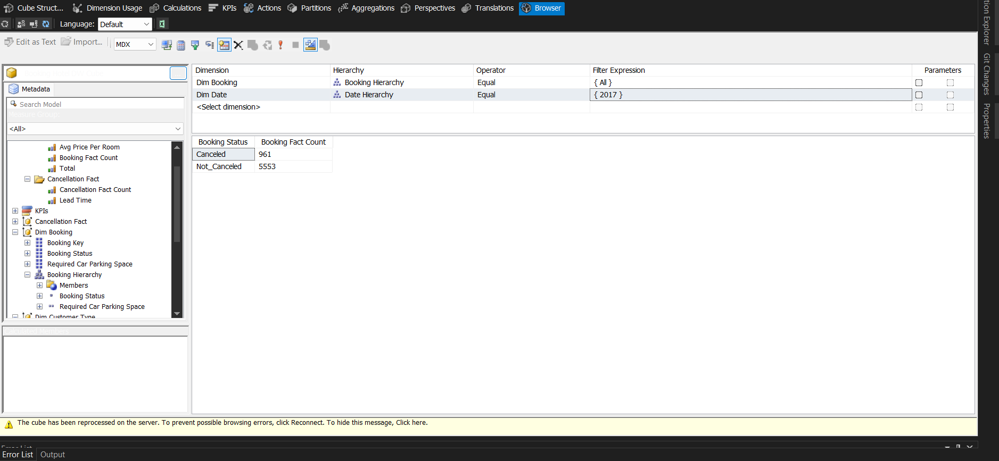 Cube Struct... Dimension Usage Calculations KPIs Actions Partitions Aggregations Perspectives Translations Browser
Language: Default
Edit as Text Import... MDX
Metadata
Search Model
Measure Group:
<All>
Avg Price Per Room
Booking Fact Count
Total
Cancellation Fact
Cancellation Fact Count
Lead Time
KPIs
Cancellation Fact
Dim Booking
Booking Key
Booking Status
Required Car Parking Space
Booking Hierarchy
Members
Booking Status
Required Car Parking Space
Dim Customer Type
Calculated Members
Dimension Hierarchy Operator Filter Expression Parameters
Dim Booking Booking Hierarchy Equal { All }
Dim Date Date Hierarchy Equal { 2017 }
<Select dimension>
Booking Status Booking Fact Count
Canceled 961
Not_Canceled 5553
The cube has been reprocessed on the server. To prevent possible browsing errors, click Reconnect. To hide this message, Click here.
Error List
Error List Output
tion Explorer
Git Changes
Properties